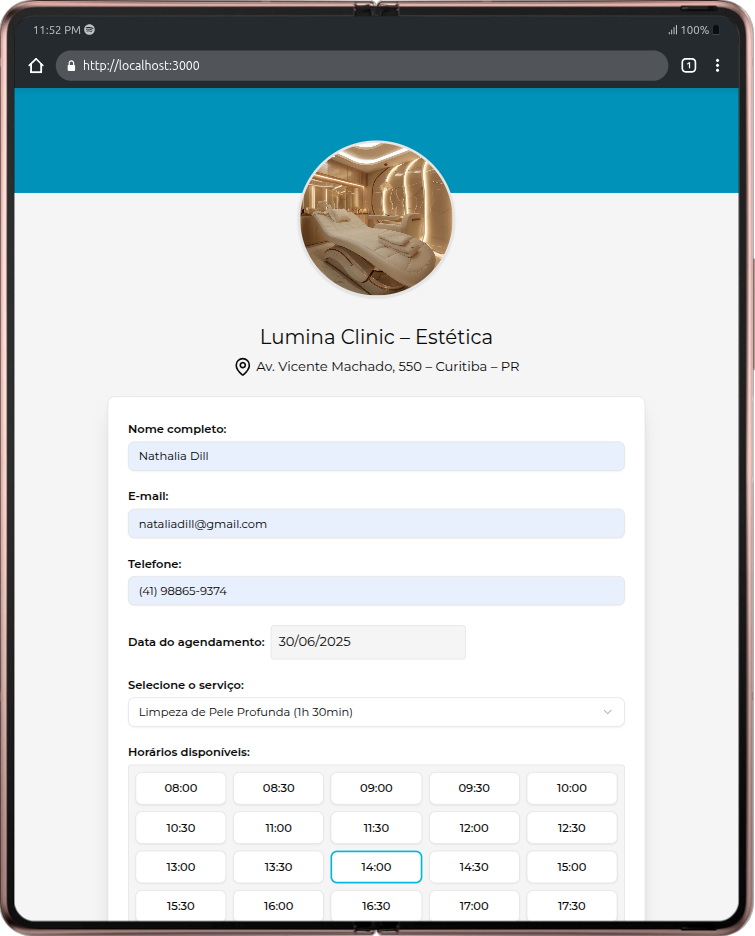 11:52 PM
100%
http://localhost:3000
1
Lumina Clinic – Estética
Av. Vicente Machado, 550 – Curitiba – PR
Nome completo:
Nathalia Dill
E-mail:
nataliadill@gmail.com
Telefone:
(41) 98865-9374
Data do agendamento: 30/06/2025
Selecione o serviço:
Limpeza de Pele Profunda (1h 30min)
Horários disponíveis:
08:00 08:30 09:00 09:30 10:00
10:30 11:00 11:30 12:00 12:30
13:00 13:30 14:00 14:30 15:00
15:30 16:00 16:30 17:00 17:30